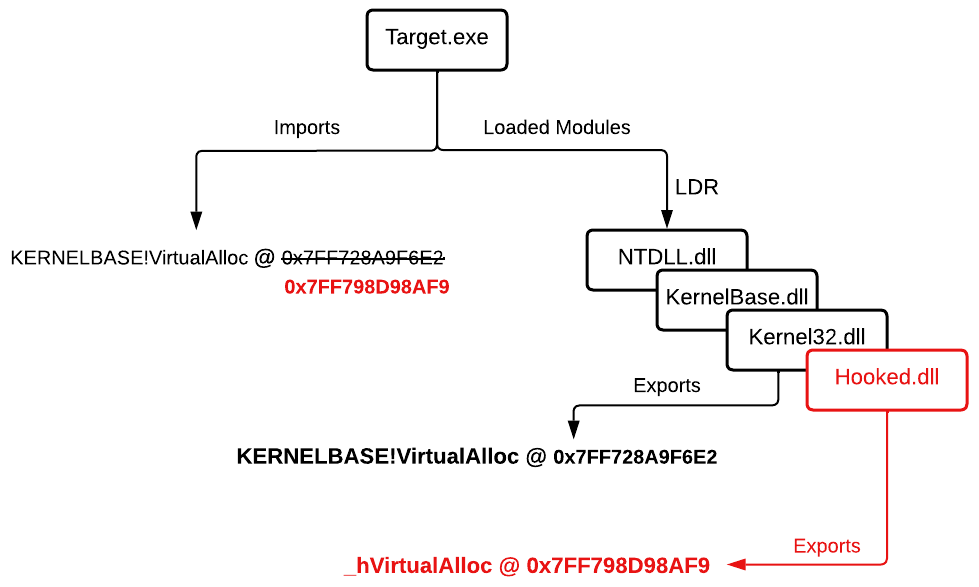 Target.exe
Imports
Loaded Modules
LDR
KERNELBASE!VirtualAlloc @ 0x7FF728A9F6E2
0x7FF798D98AF9
NTDLL.dll
KernelBase.dll
Kernel32.dll
Hooked.dll
Exports
KERNELBASE!VirtualAlloc @ 0x7FF728A9F6E2
Exports
_hVirtualAlloc @ 0x7FF798D98AF9